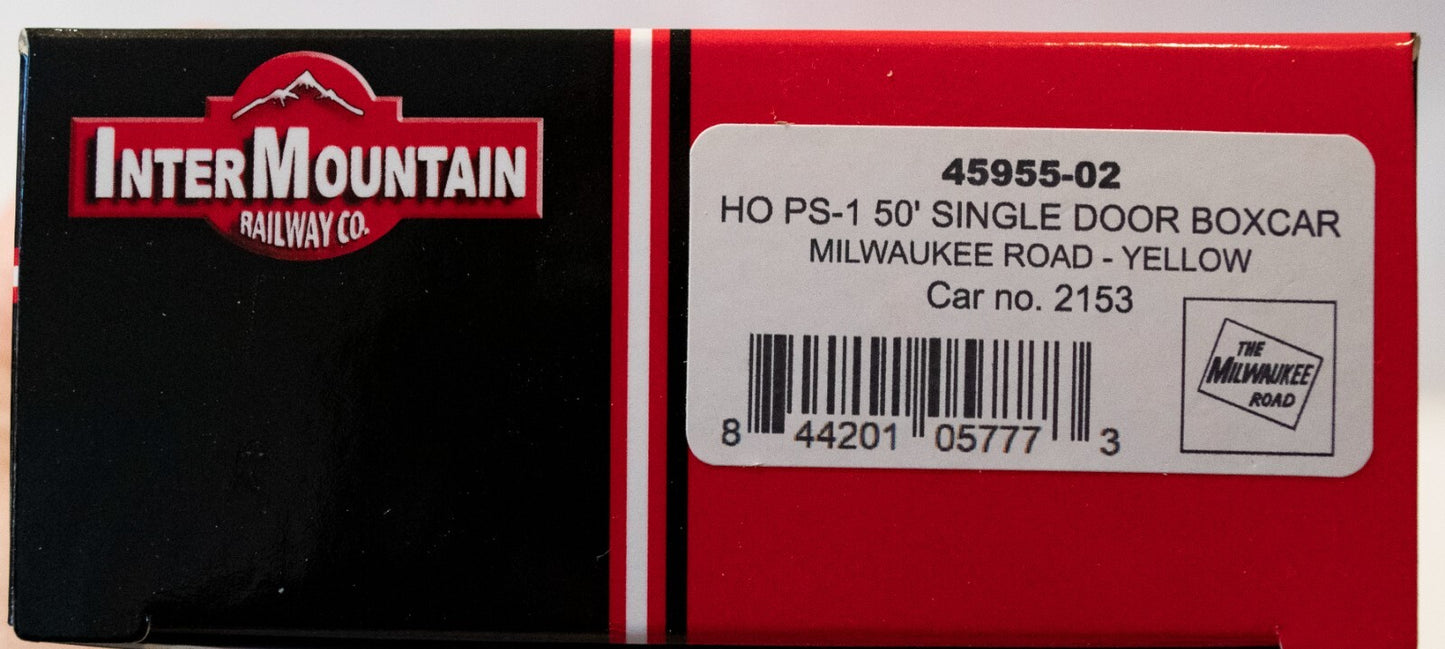 INTERMOUNTAIN
RAILWAY CO.
45955-02
HO PS-1 50' SINGLE DOOR BOXCAR
MILWAUKEE ROAD - YELLOW
Car no. 2153
8 44201 05777 3
THE
MILWAUKEE
ROAD